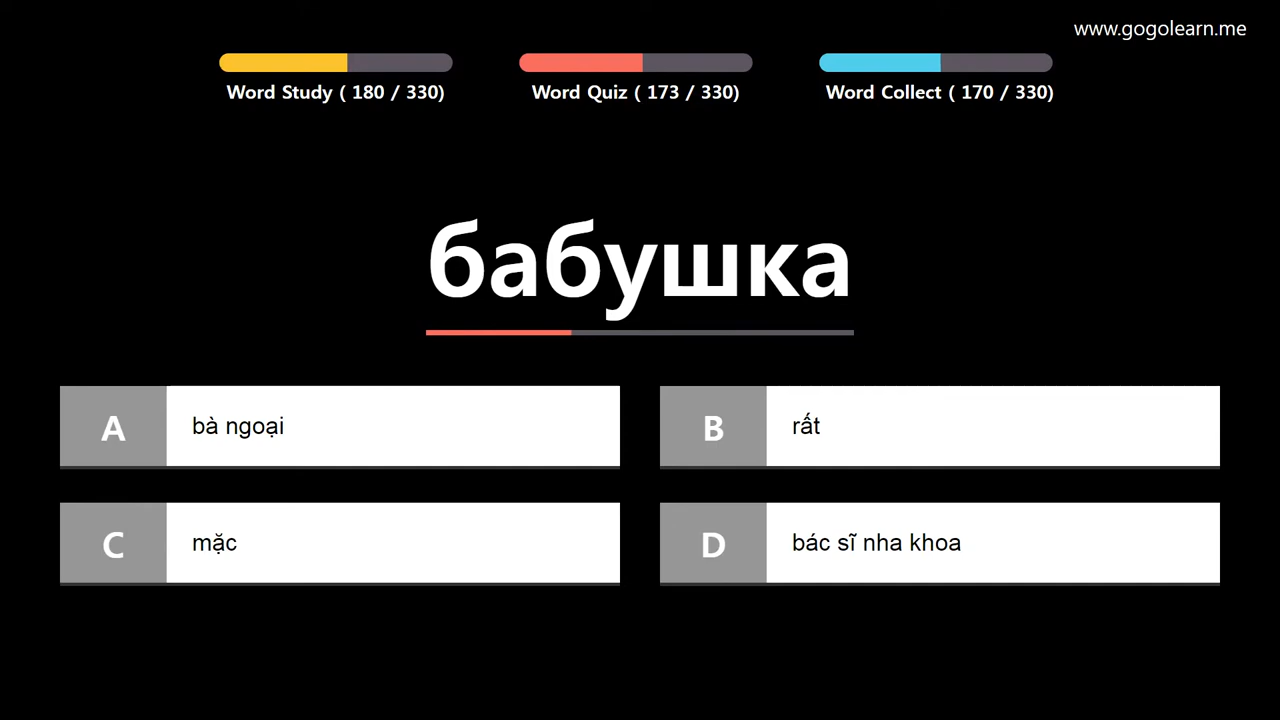 www.gogolearn.me
Word Study ( 180 / 330)
Word Quiz ( 173 / 330)
Word Collect ( 170 / 330)
бабушка
A bà ngoại
B rất
C mặc
D bác sĩ nha khoa